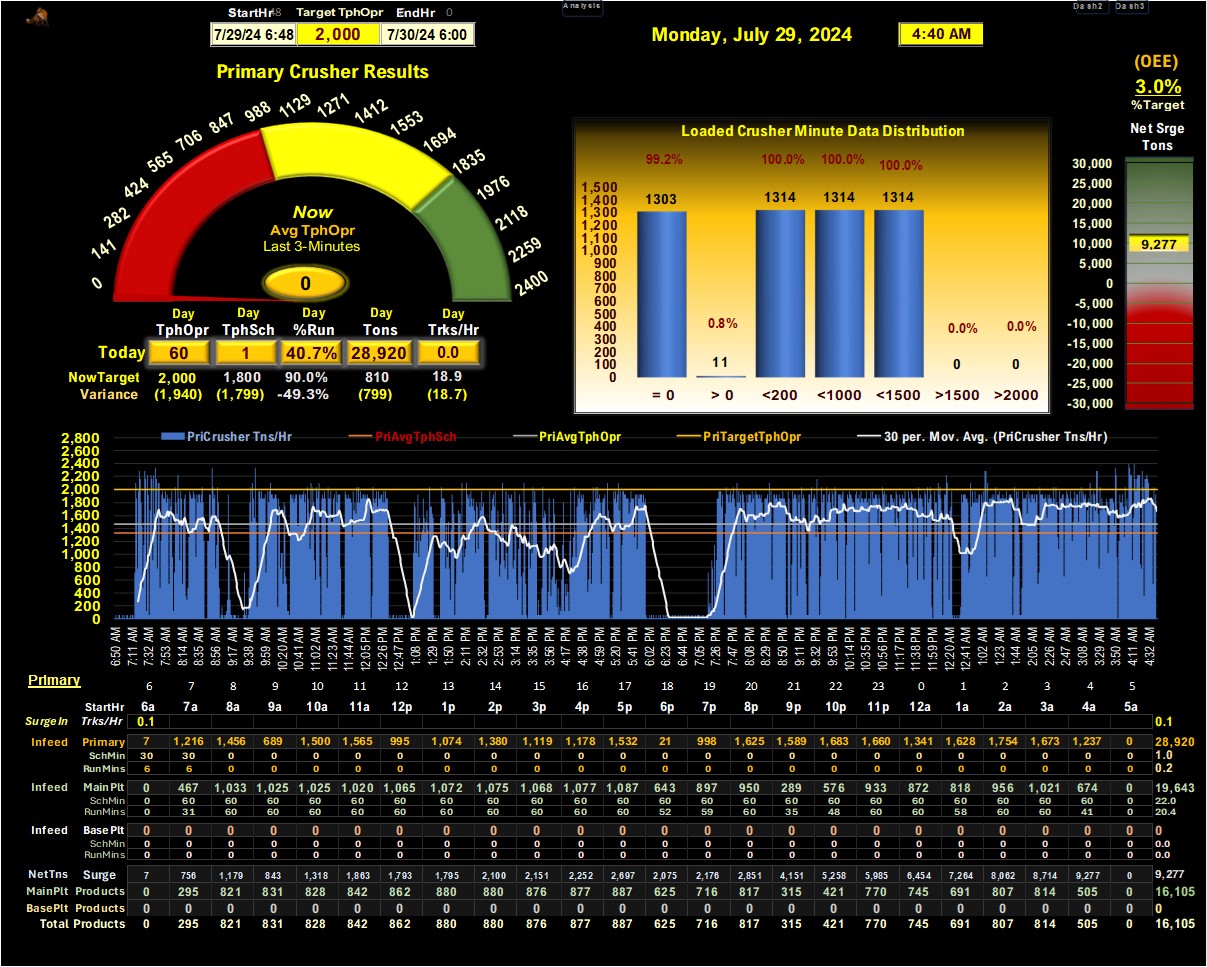 Analysis
Dash2 Dash3
StartHr Target TphOpr EndHr 0
7/29/24 6:48 2,000 7/30/24 6:00
Monday, July 29, 2024
4:40 AM
Primary Crusher Results
0 141 282 424 565 706 847 988 1129 1271 1412 1553 1694 1835 1976 2118 2259 2400
Now
Avg TphOpr
Last 3-Minutes
0
Day Day Day Day Day
TphOpr TphSch %Run Tons Trks/Hr
Today 60 1 40.7% 28,920 0.0
NowTarget 2,000 1,800 90.0% 810 18.9
Variance (1,940) (1,799) -49.3% (799) (18.7)
Loaded Crusher Minute Data Distribution
99.2% 100.0% 100.0% 100.0%
1303 1314 1314 1314
0.8% 0.0% 0.0%
11 0 0
1,500
1,400
1,300
1,200
1,100
1,000
900
800
700
600
500
400
300
200
100
0
= 0 > 0 <200 <1000 <1500 >1500 >2000
(OEE)
3.0%
%Target
Net Srge
Tons
30,000
25,000
20,000
15,000
10,000
5,000
0
-5,000
-10,000
-15,000
-20,000
-25,000
-30,000
9,277
PriCrusher Tns/Hr PriAvgTphSch PriAvgTphOpr PriTargetTphOpr 30 per. Mov. Avg. (PriCrusher Tns/Hr)
2,800
2,600
2,400
2,200
2,000
1,800
1,600
1,400
1,200
1,000
800
600
400
200
0
6:50 AM 7:11 AM 7:32 AM 7:53 AM 8:14 AM 8:35 AM 8:56 AM 9:17 AM 9:38 AM 9:59 AM 10:20 AM 10:41 AM 11:02 AM 11:23 AM 11:44 AM 12:05 PM 12:26 PM 12:47 PM 1:08 PM 1:29 PM 1:50 PM 2:11 PM 2:32 PM 2:53 PM 3:14 PM 3:35 PM 3:56 PM 4:17 PM 4:38 PM 4:59 PM 5:20 PM 5:41 PM 6:02 PM 6:23 PM 6:44 PM 7:05 PM 7:26 PM 7:47 PM 8:08 PM 8:29 PM 8:50 PM 9:11 PM 9:32 PM 9:53 PM 10:14 PM 10:35 PM 10:56 PM 11:17 PM 11:38 PM 11:59 PM 12:20 AM 12:41 AM 1:02 AM 1:23 AM 1:44 AM 2:05 AM 2:26 AM 2:47 AM 3:08 AM 3:29 AM 3:50 AM 4:11 AM 4:32 AM
Primary
6 7 8 9 10 11 12 13 14 15 16 17 18 19 20 21 22 23 0 1 2 3 4 5
StartHr 6a 7a 8a 9a 10a 11a 12p 1p 2p 3p 4p 5p 6p 7p 8p 9p 10p 11p 12a 1a 2a 3a 4a 5a
SurgeIn Trks/Hr 0.1 0.1
Infeed Primary 7 1,216 1,456 689 1,500 1,565 995 1,074 1,380 1,119 1,178 1,532 21 998 1,625 1,589 1,683 1,660 1,341 1,628 1,754 1,673 1,237 0 28,920
SchMin 30 30 0 0 0 0 0 0 0 0 0 0 0 0 0 0 0 0 0 0 0 0 0 0 1.0
RunMins 6 6 0 0 0 0 0 0 0 0 0 0 0 0 0 0 0 0 0 0 0 0 0 0 0.2
Infeed MainPlt 0 467 1,033 1,025 1,025 1,020 1,065 1,072 1,075 1,068 1,077 1,087 643 897 950 289 576 933 872 818 956 1,021 674 0 19,643
SchMin 0 60 60 60 60 60 60 60 60 60 60 60 60 60 60 60 60 60 60 60 60 60 60 0 22.0
RunMins 0 31 60 60 60 60 60 60 60 60 60 60 52 59 60 35 48 60 60 58 60 60 41 0 20.4
Infeed BasePlt 0 0 0 0 0 0 0 0 0 0 0 0 0 0 0 0 0 0 0 0 0 0 0 0 0
SchMin 0 0 0 0 0 0 0 0 0 0 0 0 0 0 0 0 0 0 0 0 0 0 0 0 0.0
RunMins 0 0 0 0 0 0 0 0 0 0 0 0 0 0 0 0 0 0 0 0 0 0 0 0 0.0
NetTns Surge 7 756 1,179 843 1,318 1,863 1,793 1,795 2,100 2,151 2,252 2,697 2,075 2,176 2,851 4,151 5,258 5,985 6,454 7,264 8,062 8,714 9,277 0 9,277
MainPlt Products 0 295 821 831 828 842 862 880 880 876 877 887 625 716 817 315 421 770 745 691 807 814 505 0 16,105
BasePlt Products 0 0 0 0 0 0 0 0 0 0 0 0 0 0 0 0 0 0 0 0 0 0 0 0 0
Total Products 0 295 821 831 828 842 862 880 880 876 877 887 625 716 817 315 421 770 745 691 807 814 505 0 16,105